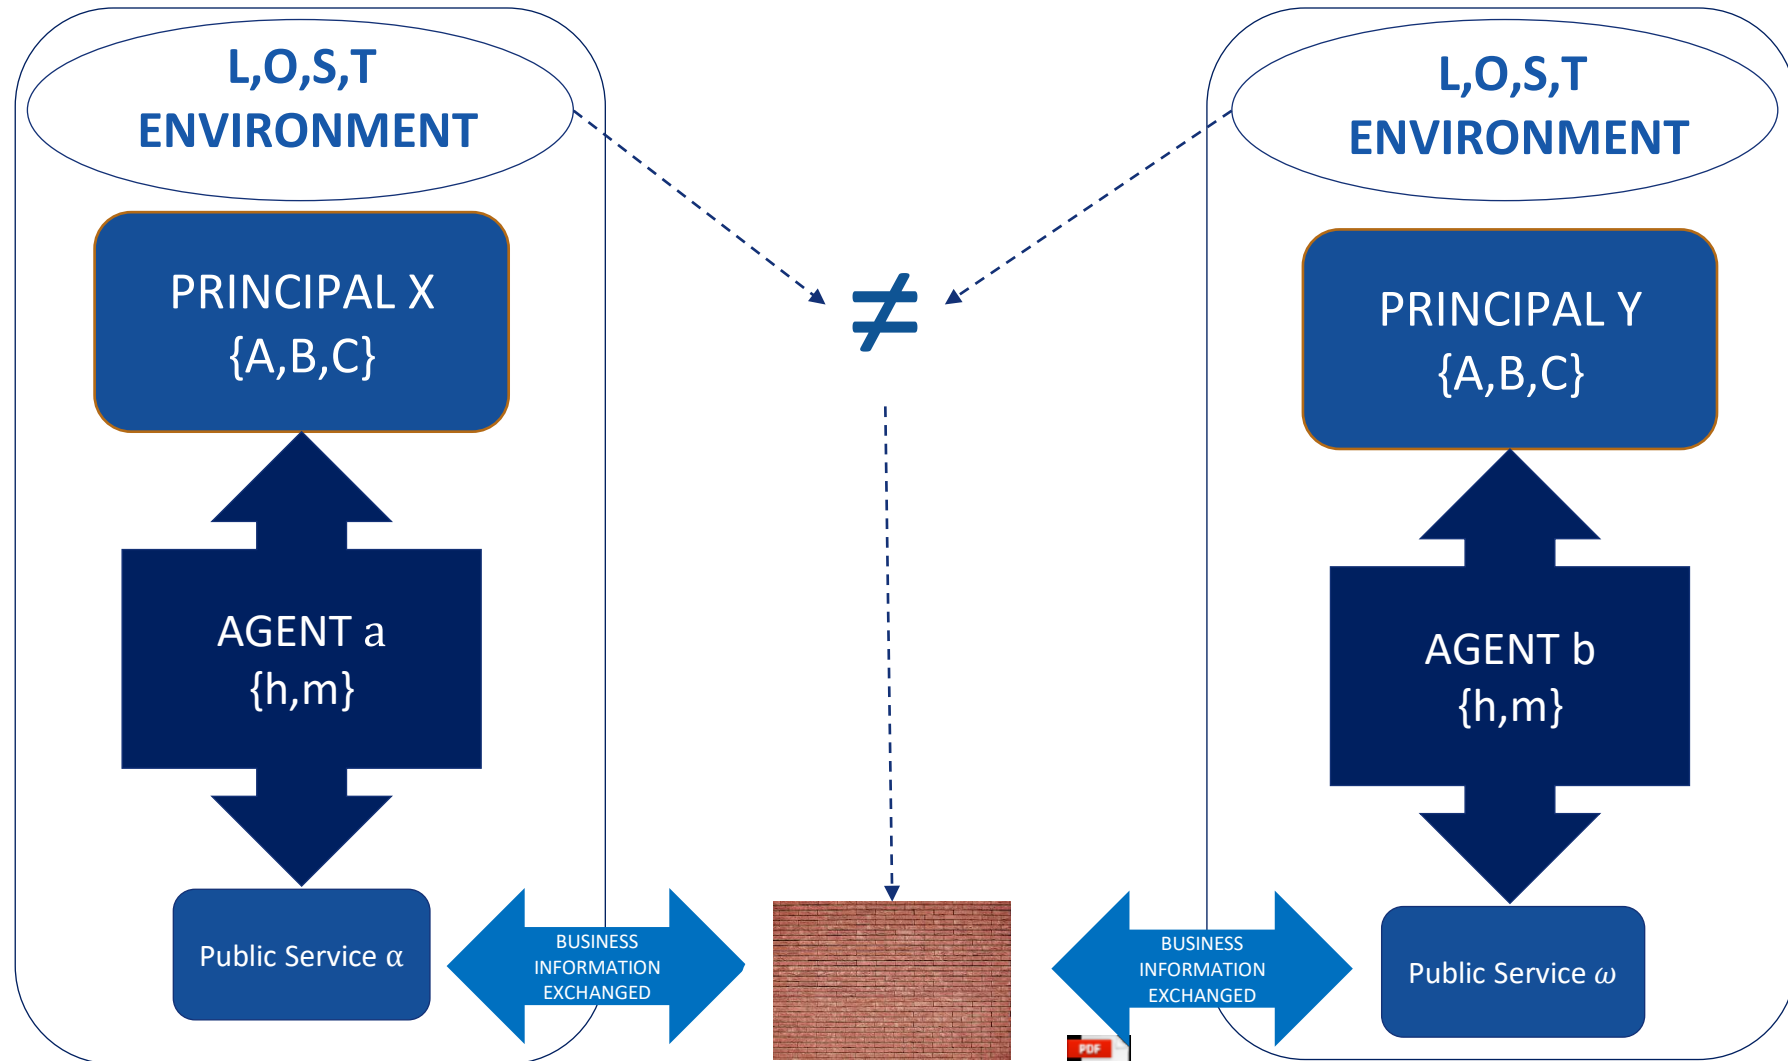 L,O,S,T
ENVIRONMENT
PRINCIPAL X
{A,B,C}
AGENT a
{h,m}
Public Service α
BUSINESS
INFORMATION
EXCHANGED
≠
L,O,S,T
ENVIRONMENT
PRINCIPAL Y
{A,B,C}
AGENT b
{h,m}
BUSINESS
INFORMATION
EXCHANGED
Public Service ω
PDF